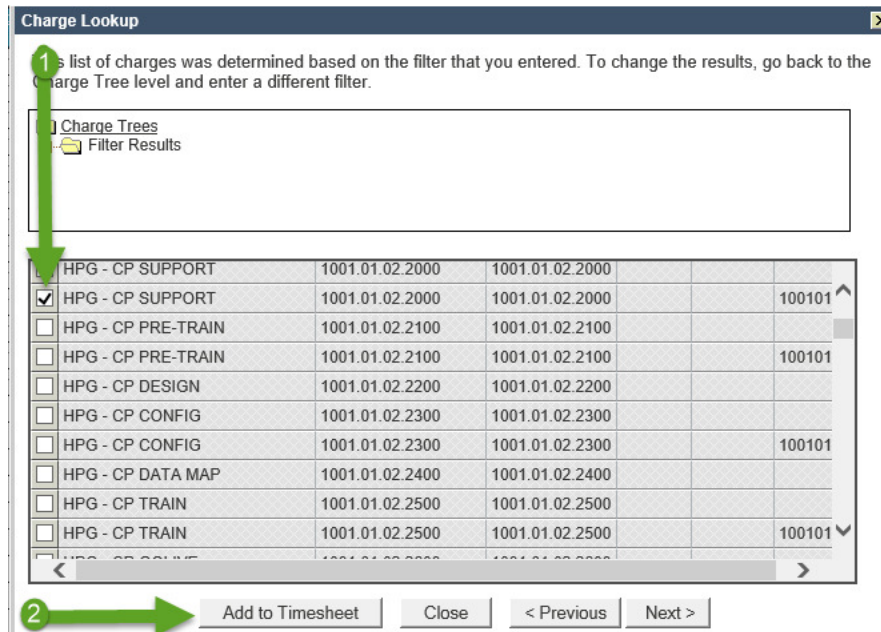 Charge Lookup
1
s list of charges was determined based on the filter that you entered. To change the results, go back to the
Charge Tree level and enter a different filter.
Charge Trees
Filter Results
HPG - CP SUPPORT 1001.01.02.2000 1001.01.02.2000
HPG - CP SUPPORT 1001.01.02.2000 1001.01.02.2000 100101
HPG - CP PRE-TRAIN 1001.01.02.2100 1001.01.02.2100
HPG - CP PRE-TRAIN 1001.01.02.2100 1001.01.02.2100 100101
HPG - CP DESIGN 1001.01.02.2200 1001.01.02.2200
HPG - CP CONFIG 1001.01.02.2300 1001.01.02.2300
HPG - CP CONFIG 1001.01.02.2300 1001.01.02.2300 100101
HPG - CP DATA MAP 1001.01.02.2400 1001.01.02.2400
HPG - CP TRAIN 1001.01.02.2500 1001.01.02.2500
HPG - CP TRAIN 1001.01.02.2500 1001.01.02.2500 100101
2 Add to Timesheet Close < Previous Next >